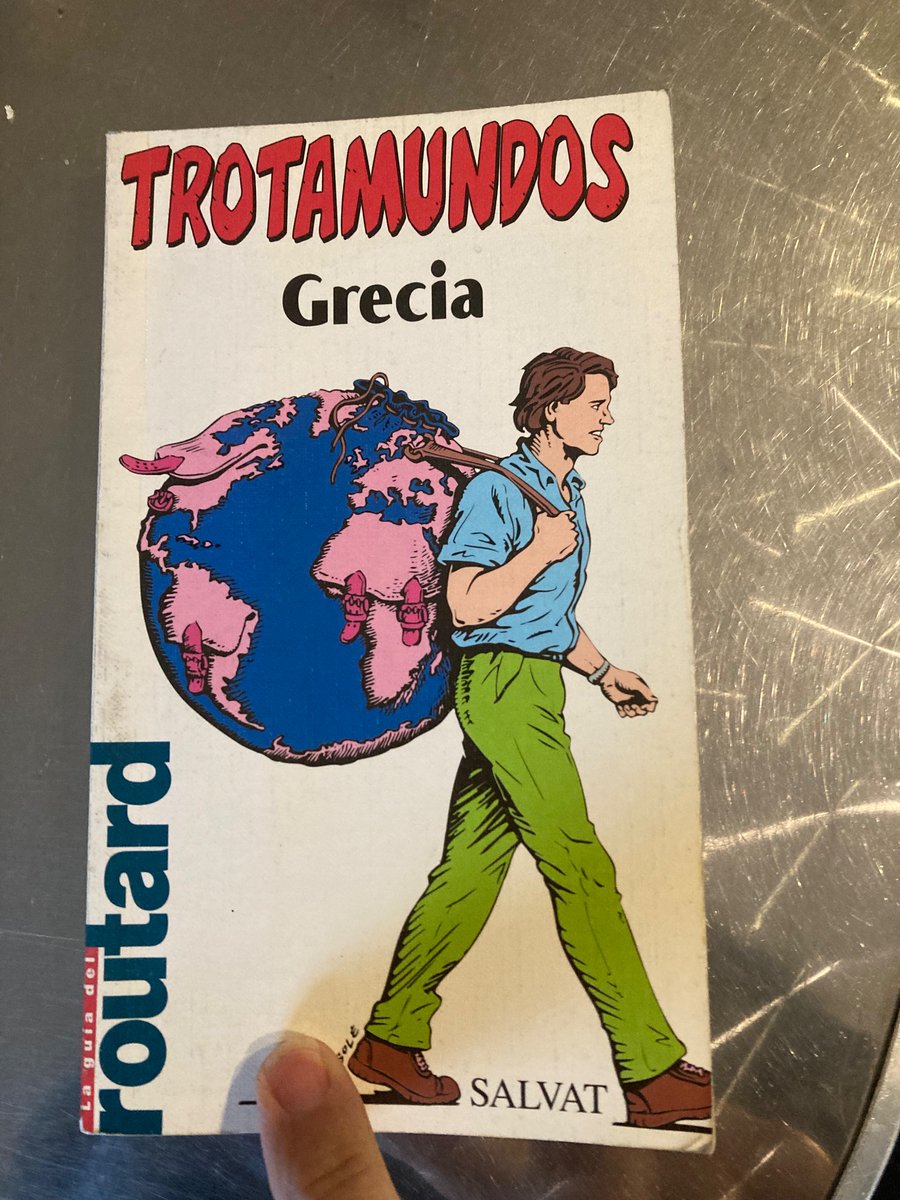 TROTAMUNDOS
Grecia
La guía del
routard
SOLÉ
SALVAT